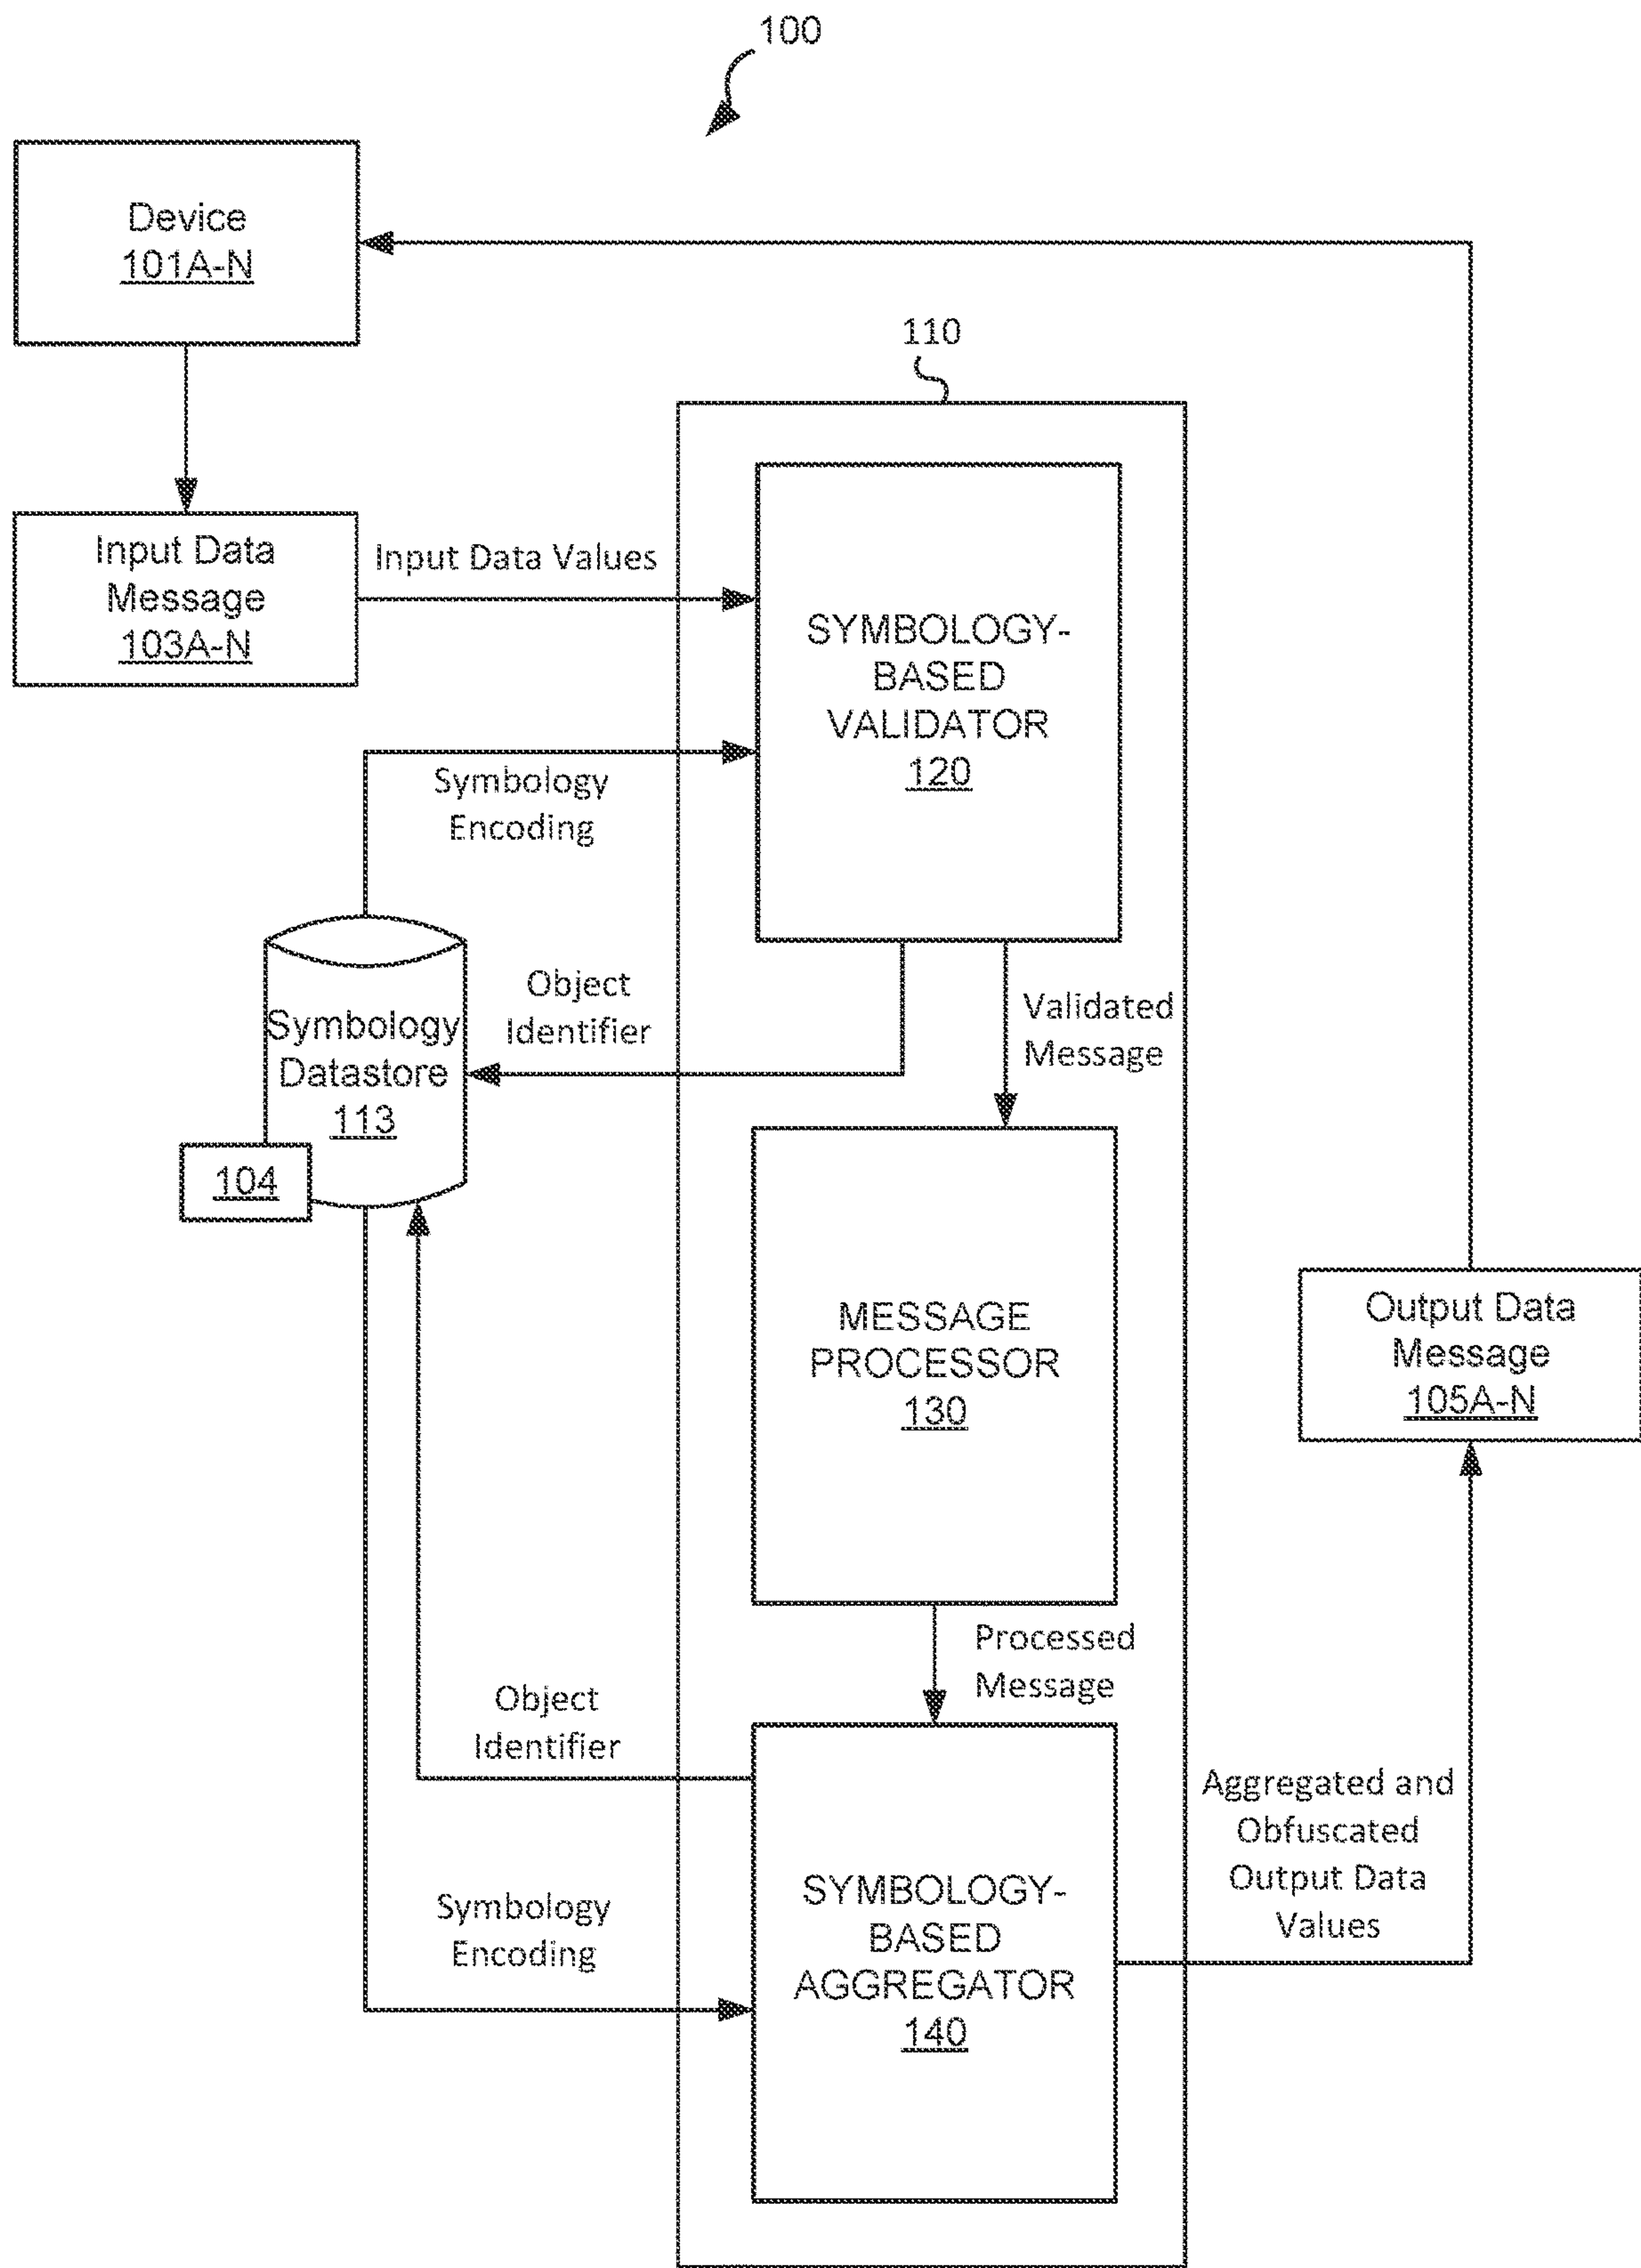 100
Device
101A-N
110
Input Data
Message
103A-N
Input Data Values
SYMBOLOGY-
BASED
VALIDATOR
120
Symbology
Encoding
Object
Identifier
Validated
Message
Symbology
Datastore
113
104
MESSAGE
PROCESSOR
130
Output Data
Message
105A-N
Processed
Message
Object
Identifier
Aggregated and
Obfuscated
Output Data
Values
SYMBOLOGY-
BASED
AGGREGATOR
140
Symbology
Encoding